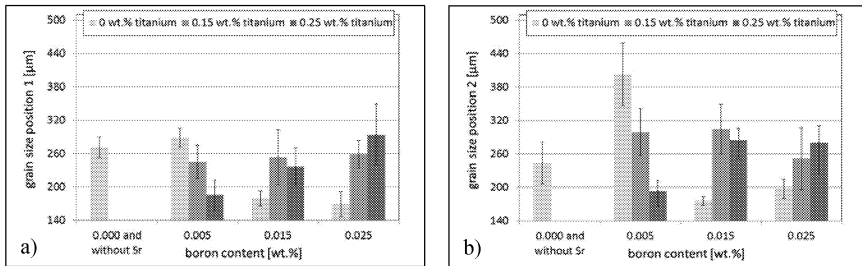 0 wt.% titanium 0.15 wt.% titanium 0.25 wt.% titanium
grain size position 1 [µm]
500
440
380
320
260
200
140
0.000 and without Sr
0.005
0.015
0.025
boron content [wt.%]
a)
0 wt.% titanium 0.15 wt.% titanium 0.25 wt.% titanium
grain size position 2 [µm]
500
440
380
320
260
200
140
0.000 and without Sr
0.005
0.015
0.025
boron content [wt.%]
b)